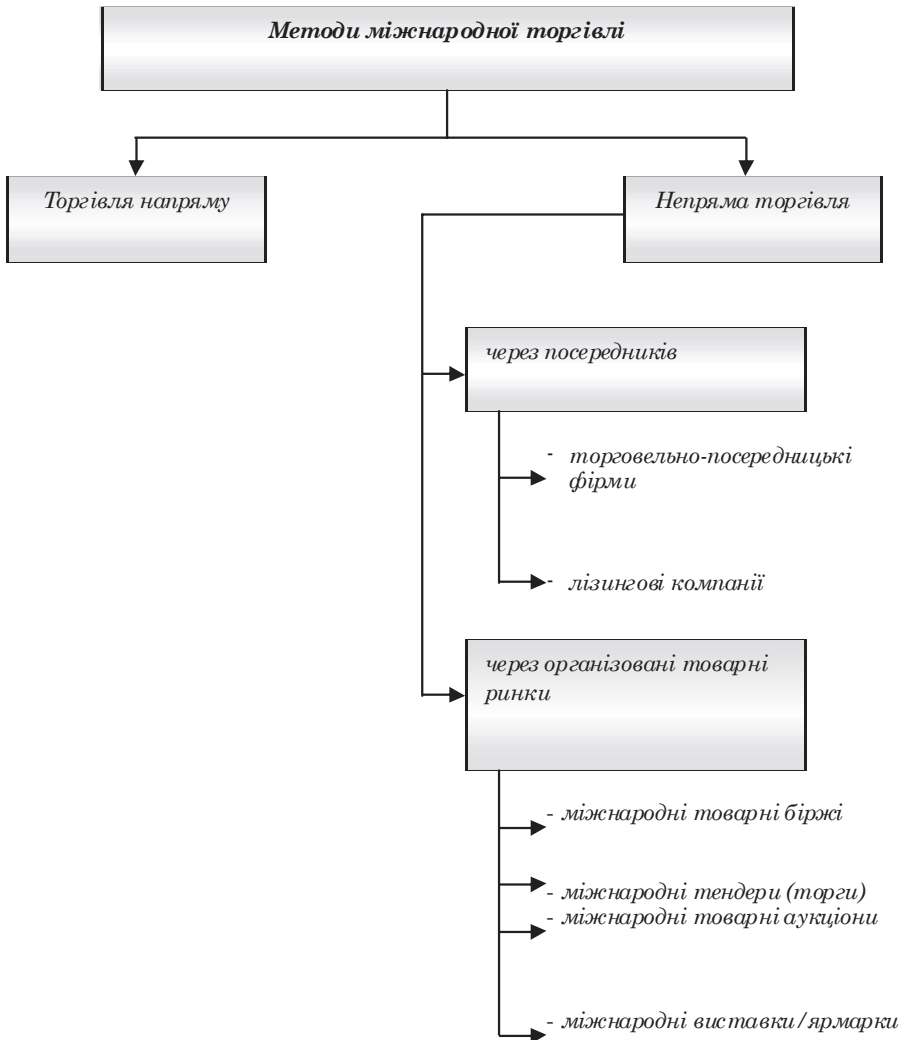 Методи міжнародної торгівлі
Торгівля напряму
Непряма торгівля
через посередників
- торговельно-посередницькі
фірми
- лізингові компанії
через організовані товарні
ринки
- міжнародні товарні біржі
- міжнародні тендери (торги)
- міжнародні товарні аукціони
- міжнародні виставки/ярмарки